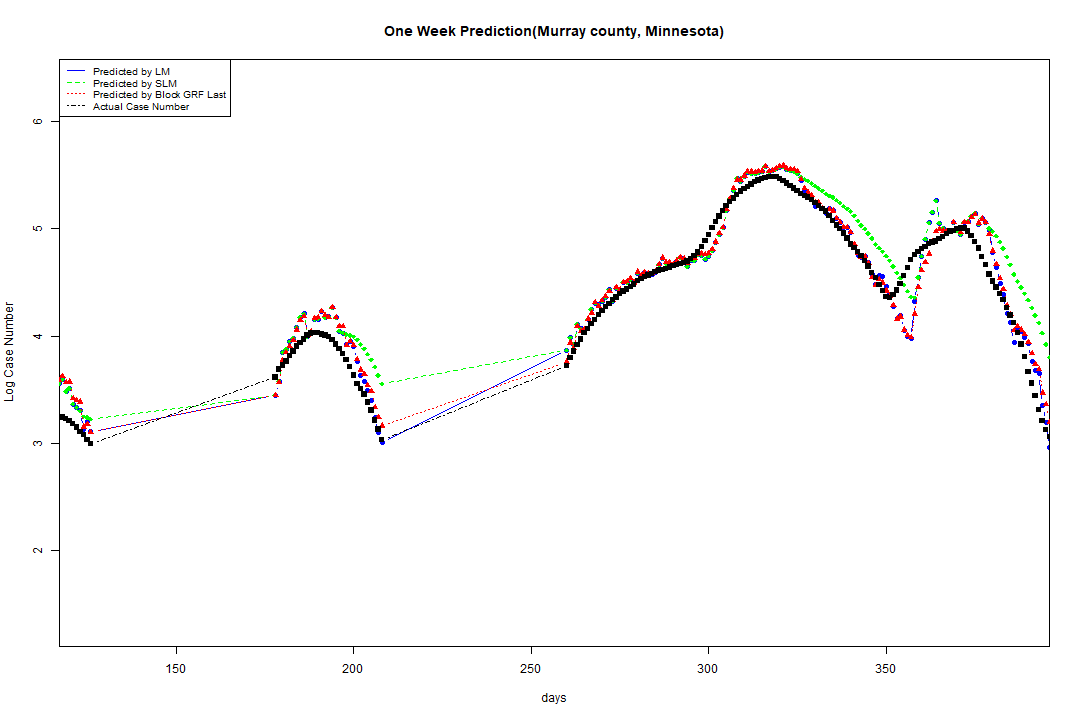 One Week Prediction(Murray county, Minnesota)
Predicted by LM
Predicted by SLM
Predicted by Block GRF Last
Actual Case Number
6
5
4
3
2
Log Case Number
150 200 250 300 350
days